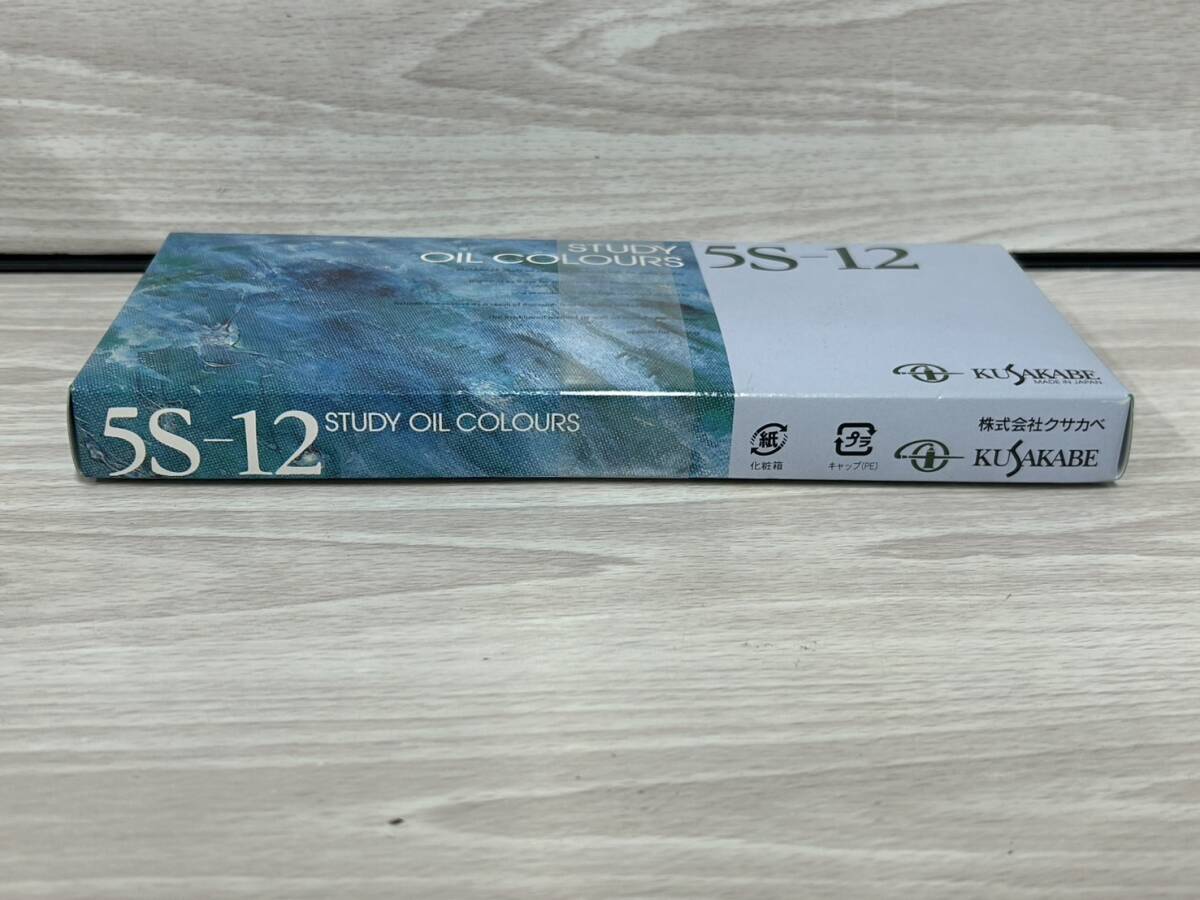 STUDY
OIL COLOURS
5S-12
KUSAKABE
MADE IN JAPAN
5S-12
STUDY OIL COLOURS
紙
化粧箱
プラ
キャップ(PE)
株式会社クサカベ
KUSAKABE